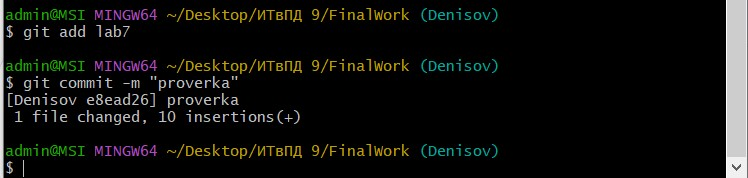 admin@MSI MINGW64 ~/Desktop/ИТвПД 9/FinalWork (Denisov)
$ git add lab7
admin@MSI MINGW64 ~/Desktop/ИТвПД 9/FinalWork (Denisov)
$ git commit -m "proverka"
[Denisov e8ead26] proverka
 1 file changed, 10 insertions(+)
admin@MSI MINGW64 ~/Desktop/ИТвПД 9/FinalWork (Denisov)
$